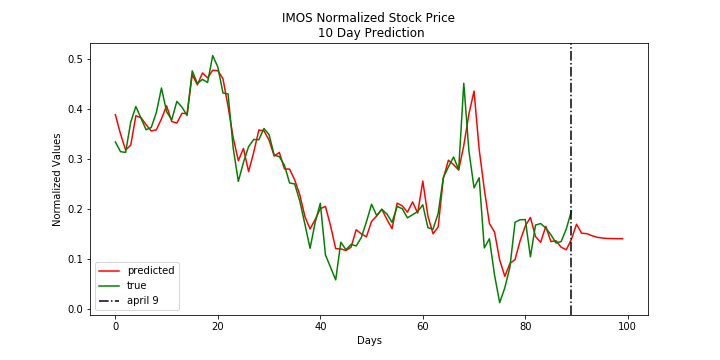 IMOS Normalized Stock Price
10 Day Prediction
Normalized Values
0.5
0.4
0.3
0.2
0.1
0.0
predicted
true
april 9
0
20
40
60
80
100
Days